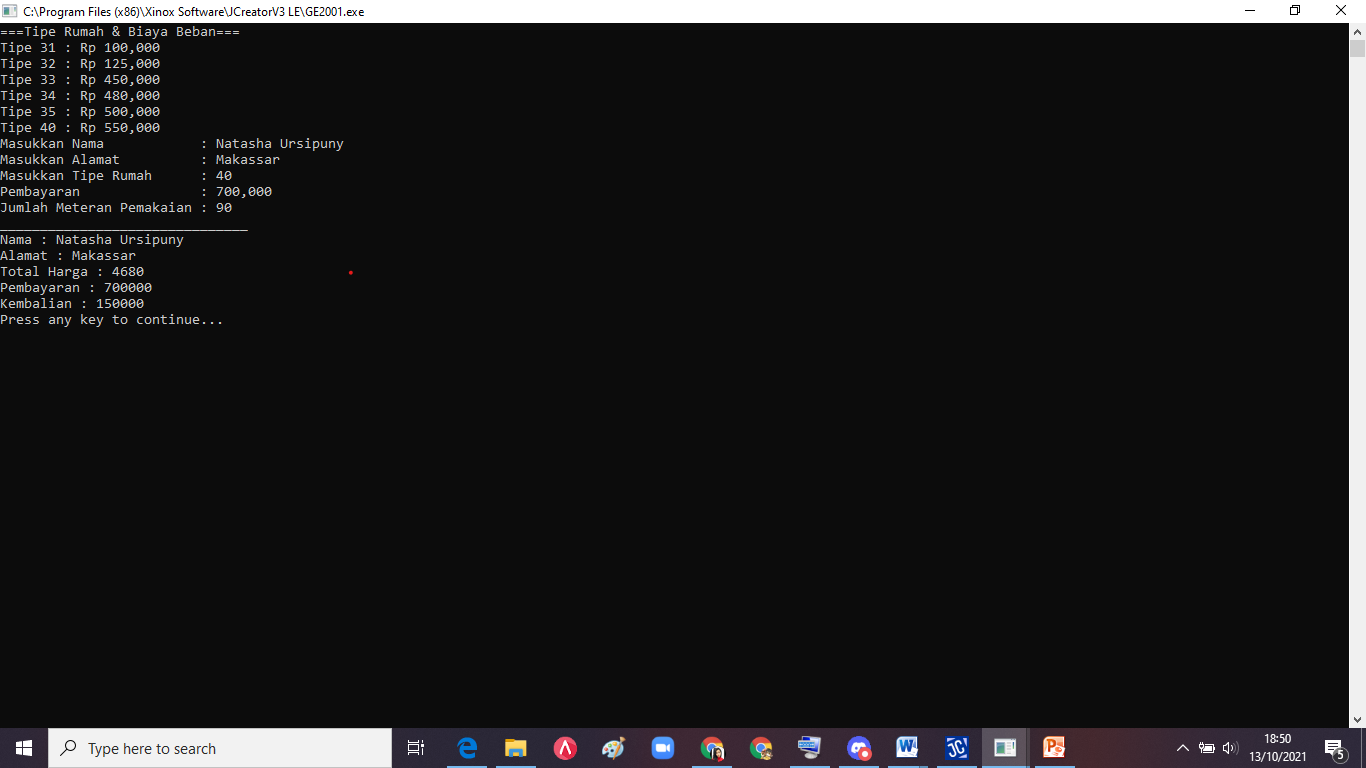 C:\Program Files (x86)\Xinox Software\JCreatorV3 LE\GE2001.exe
===Tipe Rumah & Biaya Beban===
Tipe 31 : Rp 100,000
Tipe 32 : Rp 125,000
Tipe 33 : Rp 450,000
Tipe 34 : Rp 480,000
Tipe 35 : Rp 500,000
Tipe 40 : Rp 550,000
Masukkan Nama            : Natasha Ursipuny
Masukkan Alamat          : Makassar
Masukkan Tipe Rumah      : 40
Pembayaran               : 700,000
Jumlah Meteran Pemakaian : 90
_______________________________
Nama : Natasha Ursipuny
Alamat : Makassar
Total Harga : 4680
Pembayaran : 700000
Kembalian : 150000
Press any key to continue...
Type here to search
18:50
13/10/2021
5